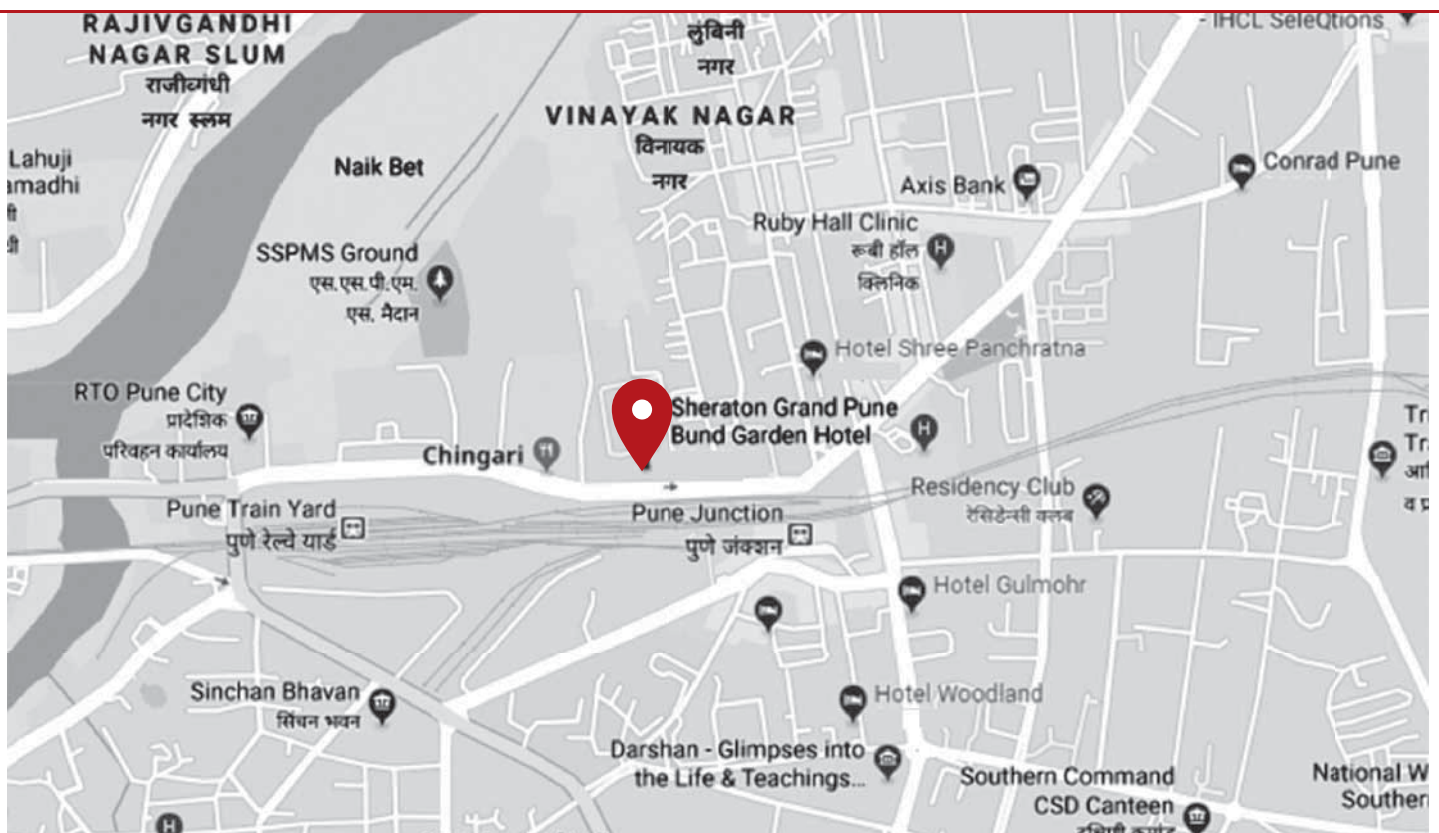 RAJIVGANDHI
NAGAR SLUM
राजीव्गंधी
नगर स्लम
लुंबिनी
नगर
- IHCL SeleQtions
VINAYAK NAGAR
विनायक
नगर
Lahuji
amadhi
Naik Bet
Axis Bank
Conrad Pune
Ruby Hall Clinic
रूबी हॉल
क्लिनिक
SSPMS Ground
एस.एस.पी.एम.
एस. मैदान
Hotel Shree Panchratna
RTO Pune City
प्रादेशिक
परिवहन कार्यालय
Sheraton Grand Pune
Bund Garden Hotel
Chingari
Residency Club
रेसिडेन्सी क्लब
Pune Train Yard
पुणे रेल्वे यार्ड
Pune Junction
पुणे जंक्शन
Hotel Gulmohr
Sinchan Bhavan
सिंचन भवन
Hotel Woodland
Darshan - Glimpses into
the Life & Teachings...
Southern Command
CSD Canteen
National W
Souther